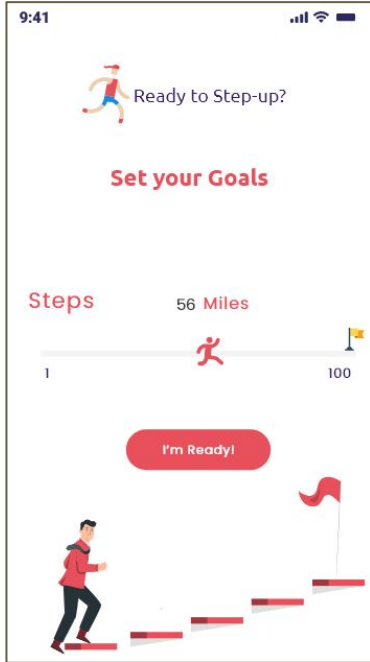 9:41
Ready to Step-up?
Set your Goals
Steps 56 Miles
1 100
I'm Ready!